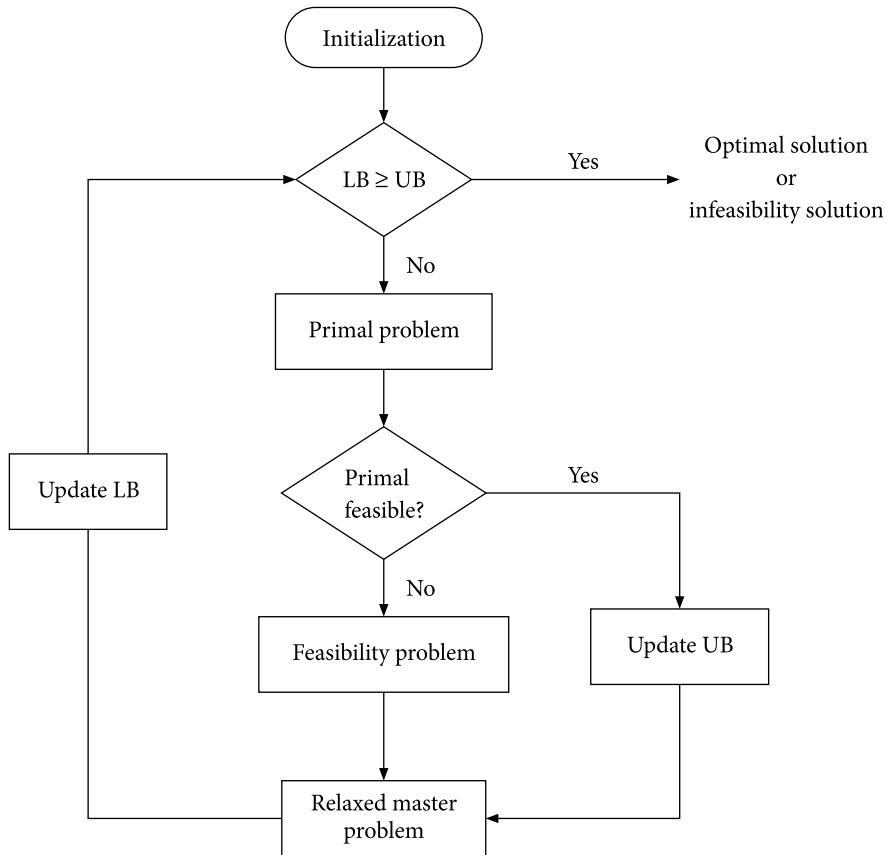 Initialization
LB ≥ UB
Yes
Optimal solution
or
infeasibility solution
No
Primal problem
Update LB
Primal
feasible?
Yes
No
Feasibility problem
Update UB
Relaxed master
problem